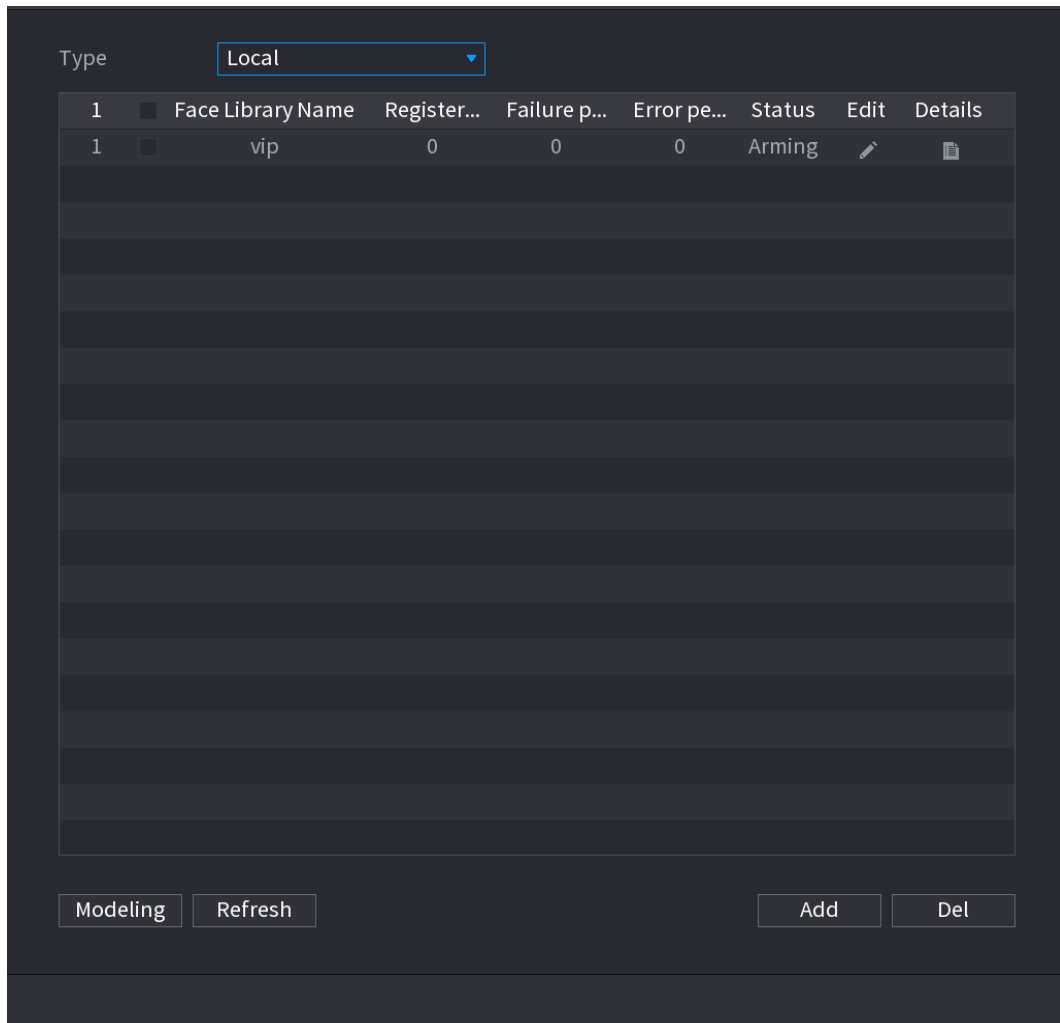 Type Local
1 Face Library Name Register... Failure p... Error pe... Status Edit Details
1 vip 0 0 0 Arming
Modeling Refresh Add Del